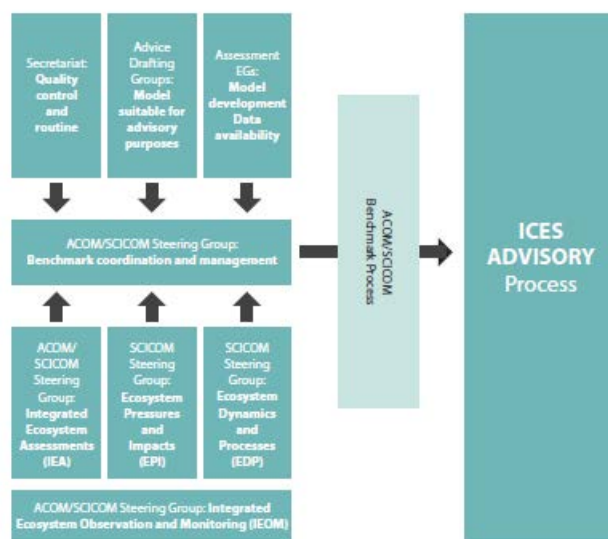 Secretariat:
Quality
control
and
routine
Advice
Drafting
Groups:
Model
suitable for
advisory
purposes
Assessment
EGs:
Model
development
Data
availability
ACOM/SCICOM Steering Group:
Benchmark coordination and management
ACOM/
SCICOM
Steering
Group:
Integrated
Ecosystem
Assessments
(IEA)
SCICOM
Steering
Group:
Ecosystem
Pressures
and
Impacts
(EPI)
SCICOM
Steering
Group:
Ecosystem
Dynamics
and
Processes
(EDP)
ACOM/SCICOM Steering Group: Integrated
Ecosystem Observation and Monitoring (IEOM)
ACOM/SCICOM
Benchmark Process
ICES
ADVISORY
Process